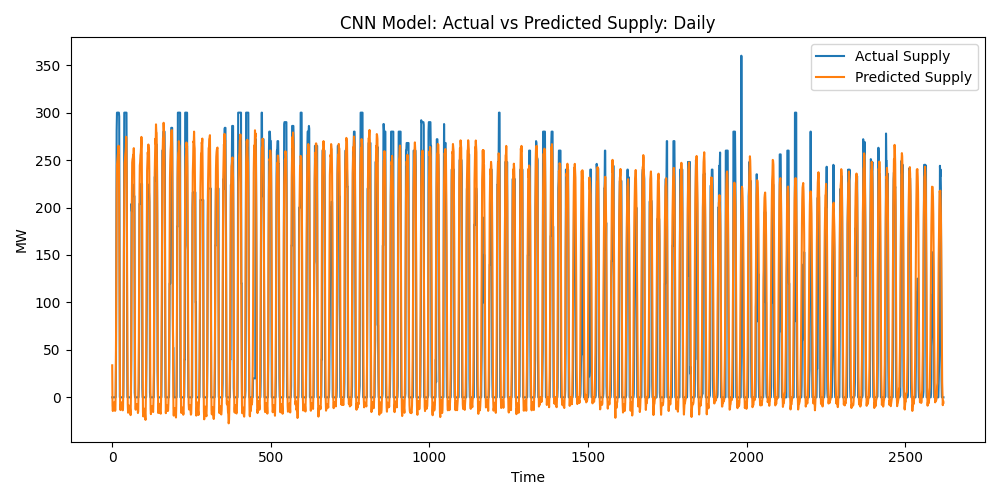 CNN Model: Actual vs Predicted Supply: Daily
Actual Supply
Predicted Supply
MW
350
300
250
200
150
100
50
0
0 500 1000 1500 2000 2500
Time